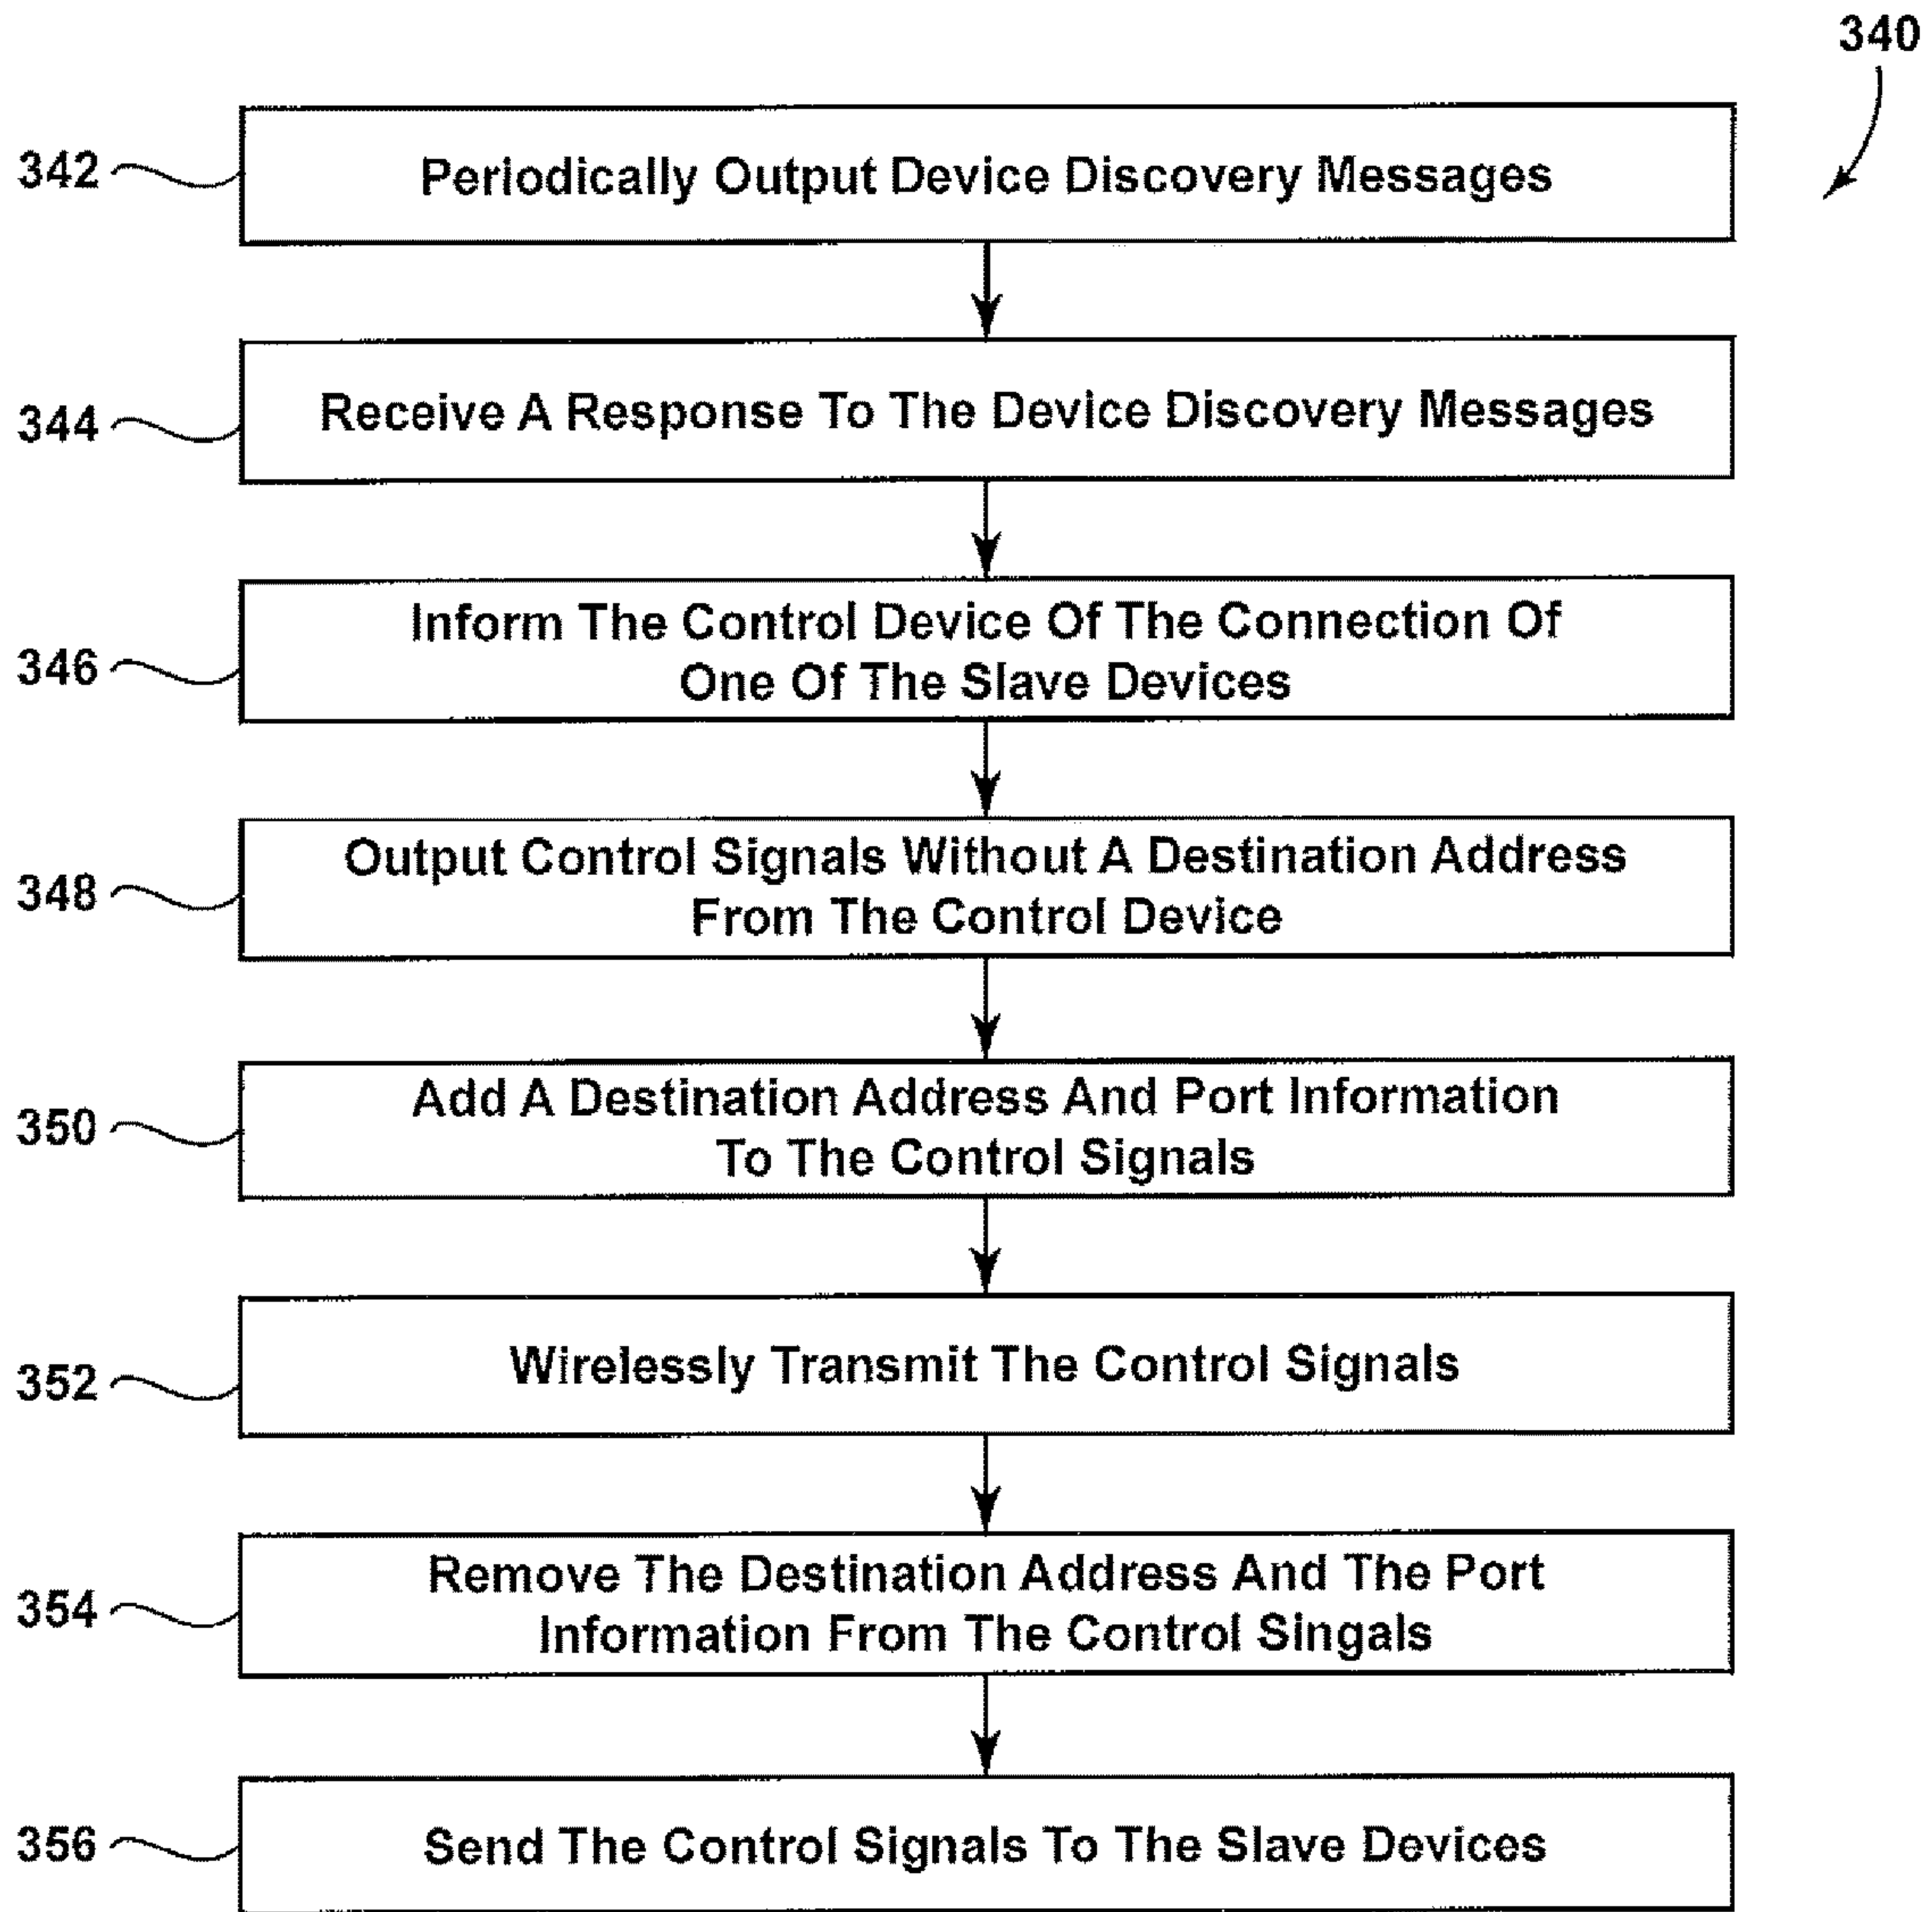 340
342
Periodically Output Device Discovery Messages
344
Receive A Response To The Device Discovery Messages
346
Inform The Control Device Of The Connection Of
One Of The Slave Devices
348
Output Control Signals Without A Destination Address
From The Control Device
350
Add A Destination Address And Port Information
To The Control Signals
352
Wirelessly Transmit The Control Signals
354
Remove The Destination Address And The Port
Information From The Control Singals
356
Send The Control Signals To The Slave Devices